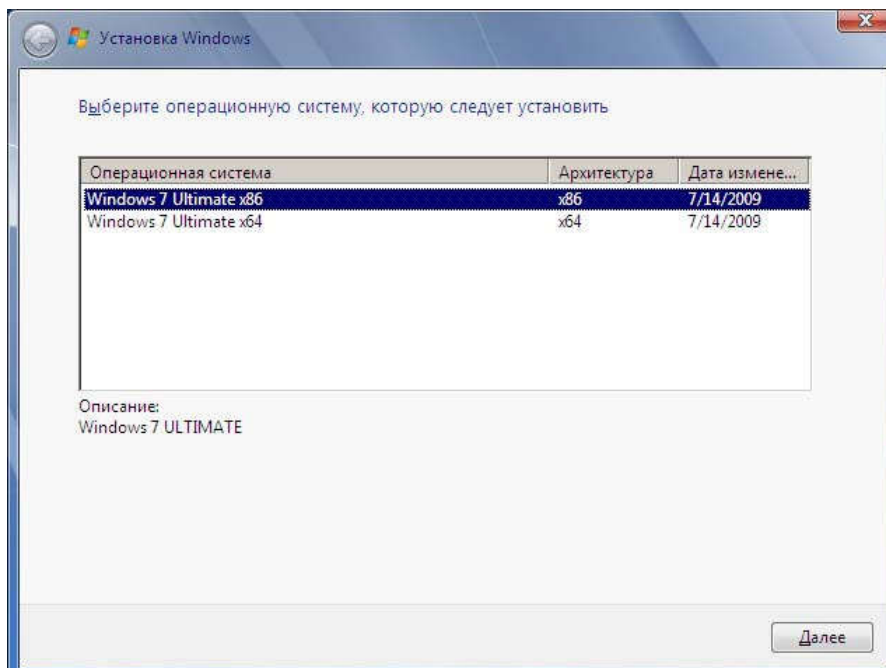 Установка Windows
Выберите операционную систему, которую следует установить
Операционная система Архитектура Дата измене...
Windows 7 Ultimate x86 x86 7/14/2009
Windows 7 Ultimate x64 x64 7/14/2009
Описание:
Windows 7 ULTIMATE
Далее